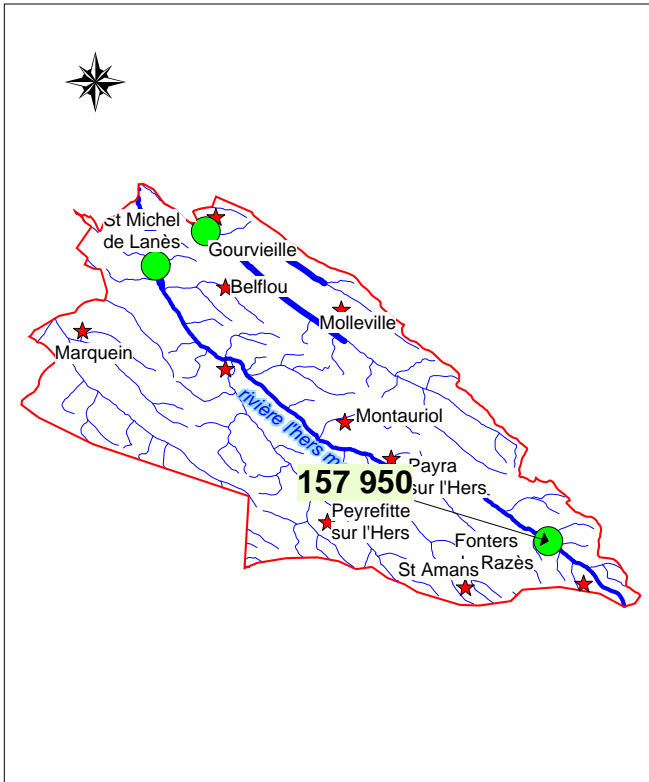 St Michel
de Lanès
Gourvieille
Belflou
Molleville
Marquein
rivière l'hers m
Montauriol
Payra
sur l'Hers
157 950
Peyrefitte
sur l'Hers
Fonters
Razès
St Amans